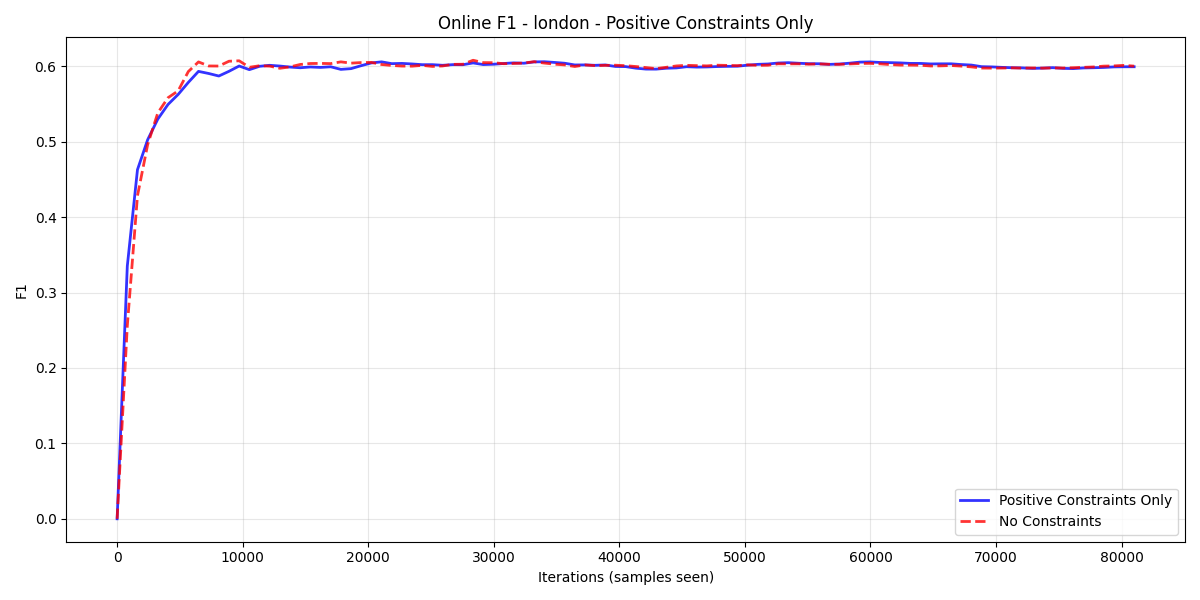 Online F1 - london - Positive Constraints Only
F1
0.6
0.5
0.4
0.3
0.2
0.1
0.0
0 10000 20000 30000 40000 50000 60000 70000 80000
Iterations (samples seen)
Positive Constraints Only
No Constraints